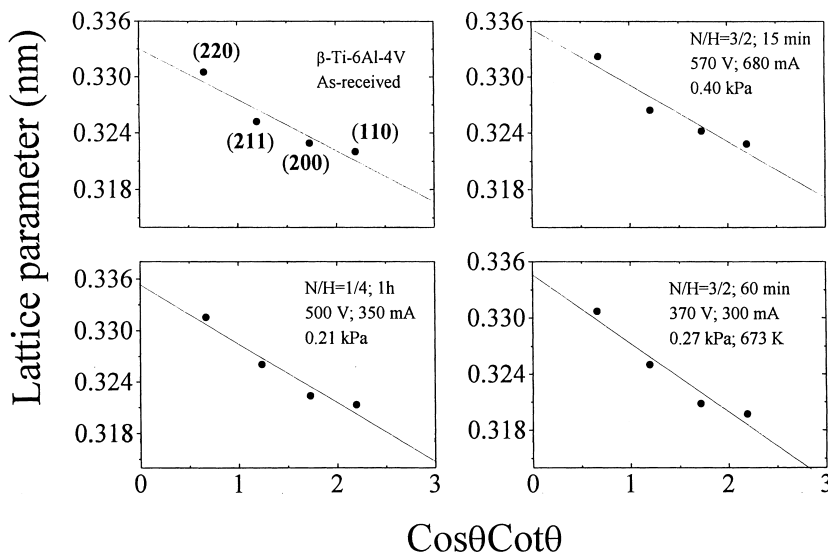 Lattice parameter (nm)
0.336
0.330
0.324
0.318
(220)
(211)
(200)
(110)
β-Ti-6Al-4V
As-received
0.336
0.330
0.324
0.318
N/H=3/2; 15 min
570 V; 680 mA
0.40 kPa
0.336
0.330
0.324
0.318
N/H=1/4; 1h
500 V; 350 mA
0.21 kPa
0 1 2 3
0.336
0.330
0.324
0.318
N/H=3/2; 60 min
370 V; 300 mA
0.27 kPa; 673 K
0 1 2 3
CosθCotθ